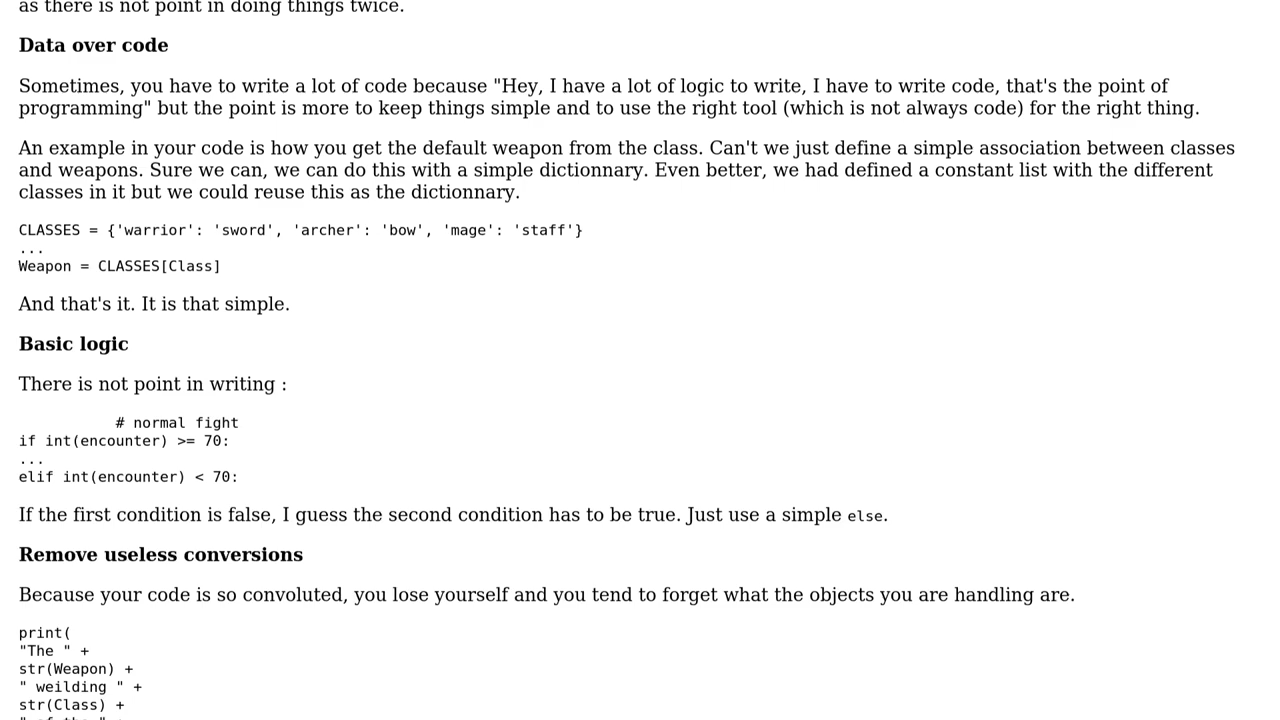 as there is not point in doing things twice.
Data over code
Sometimes, you have to write a lot of code because "Hey, I have a lot of logic to write, I have to write code, that's the point of
programming" but the point is more to keep things simple and to use the right tool (which is not always code) for the right thing.
An example in your code is how you get the default weapon from the class. Can't we just define a simple association between classes
and weapons. Sure we can, we can do this with a simple dictionnary. Even better, we had defined a constant list with the different
classes in it but we could reuse this as the dictionnary.
CLASSES = {'warrior': 'sword', 'archer': 'bow', 'mage': 'staff'}
...
Weapon = CLASSES[Class]
And that's it. It is that simple.
Basic logic
There is not point in writing :
# normal fight
if int(encounter) >= 70:
...
elif int(encounter) < 70:
If the first condition is false, I guess the second condition has to be true. Just use a simple else.
Remove useless conversions
Because your code is so convoluted, you lose yourself and you tend to forget what the objects you are handling are.
print(
"The " +
str(Weapon) +
" weilding " +
str(Class) +